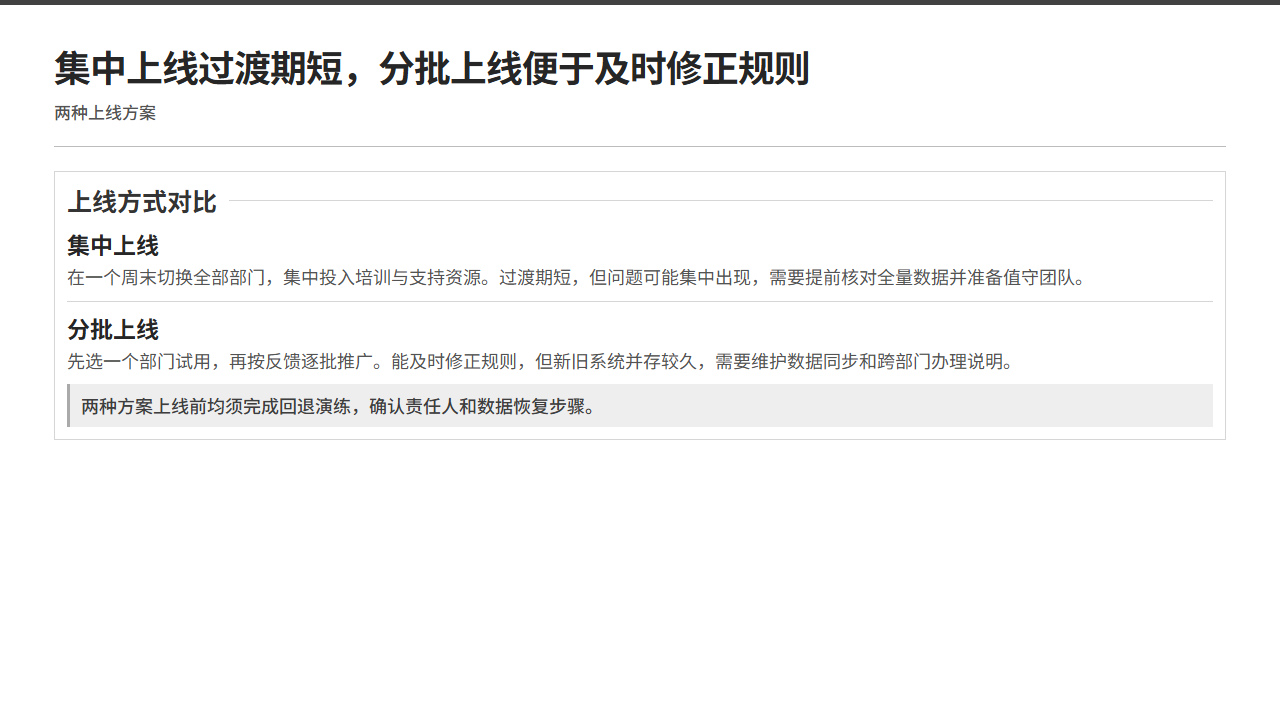 集中上线过渡期短，分批上线便于及时修正规则
两种上线方案
上线方式对比
集中上线
在一个周末切换全部部门，集中投入培训与支持资源。过渡期短，但问题可能集中出现，需要提前核对全量数据并准备值守团队。
分批上线
先选一个部门试用，再按反馈逐批推广。能及时修正规则，但新旧系统并存较久，需要维护数据同步和跨部门办理说明。
两种方案上线前均须完成回退演练，确认责任人和数据恢复步骤。